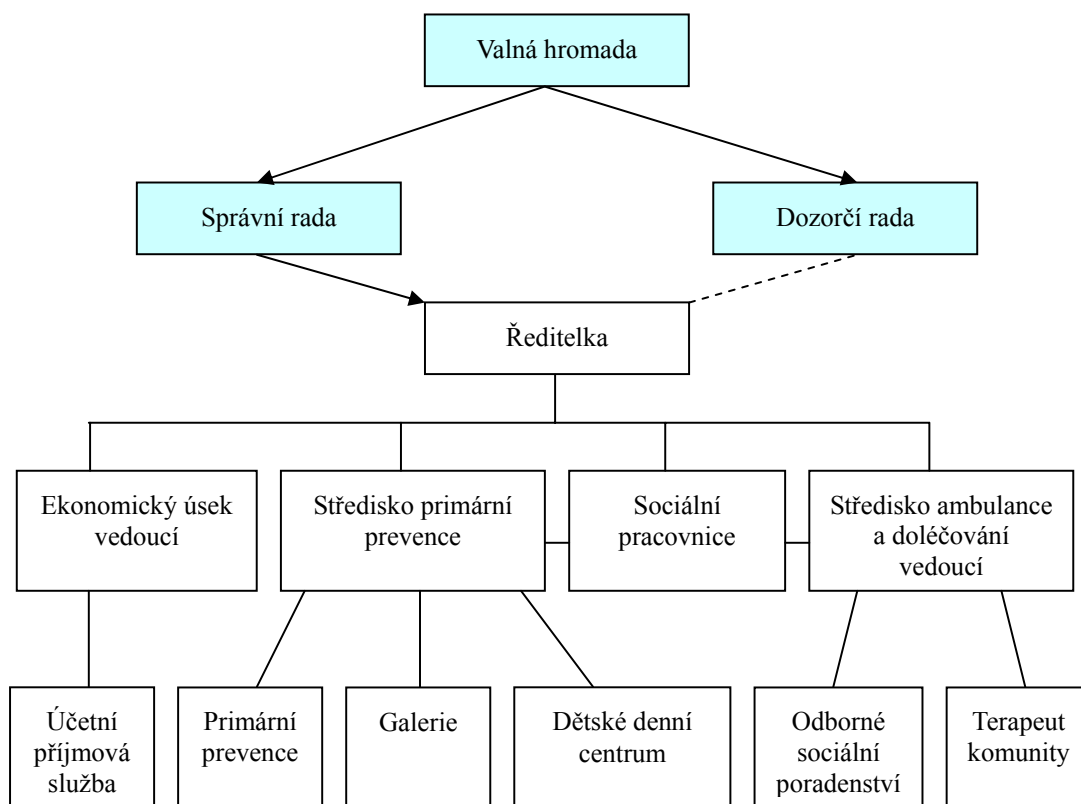 Valná hromada
Správní rada
Dozorčí rada
Ředitelka
Ekonomický úsek
vedoucí
Středisko primární
prevence
Sociální
pracovnice
Středisko ambulance
a doléčování
vedoucí
Účetní
příjmová
služba
Primární
prevence
Galerie
Dětské denní
centrum
Odborné
sociální
poradenství
Terapeut
komunity